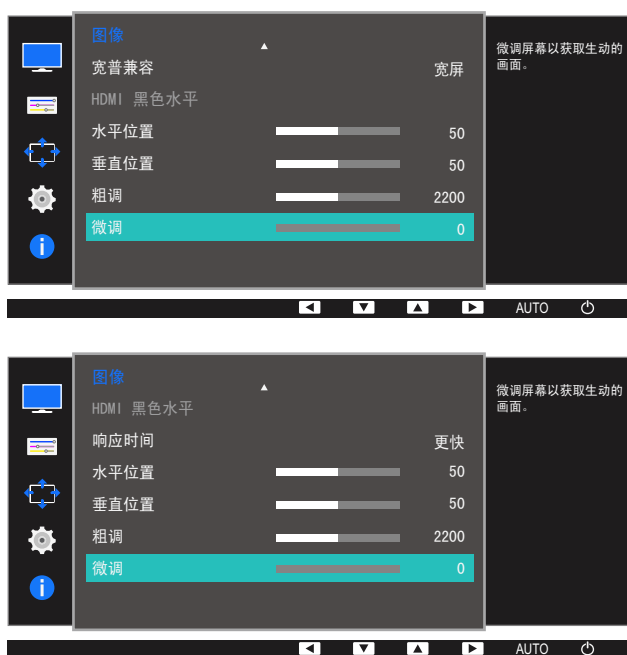 图像
宽普兼容 宽屏
HDMI 黑色水平
水平位置 50
垂直位置 50
粗调 2200
微调 0
微调屏幕以获取生动的
画面。
AUTO
图像
HDMI 黑色水平
响应时间 更快
水平位置 50
垂直位置 50
粗调 2200
微调 0
微调屏幕以获取生动的
画面。
AUTO